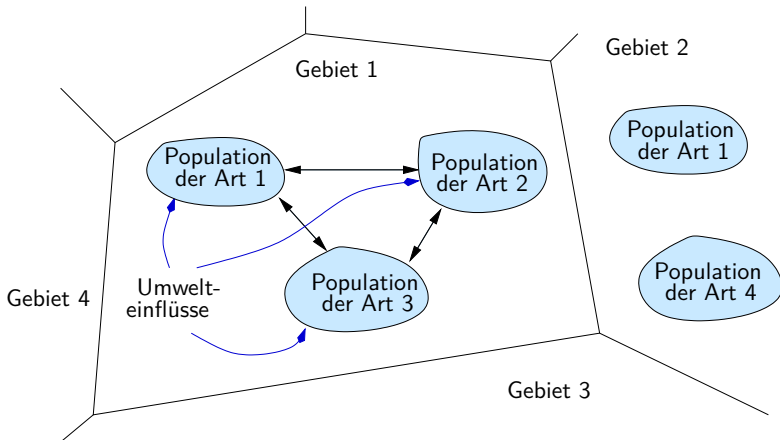 Gebiet 1
Gebiet 2
Population
der Art 1
Population
der Art 2
Population
der Art 1
Umwelt-
einflüsse
Population
der Art 3
Population
der Art 4
Gebiet 4
Gebiet 3